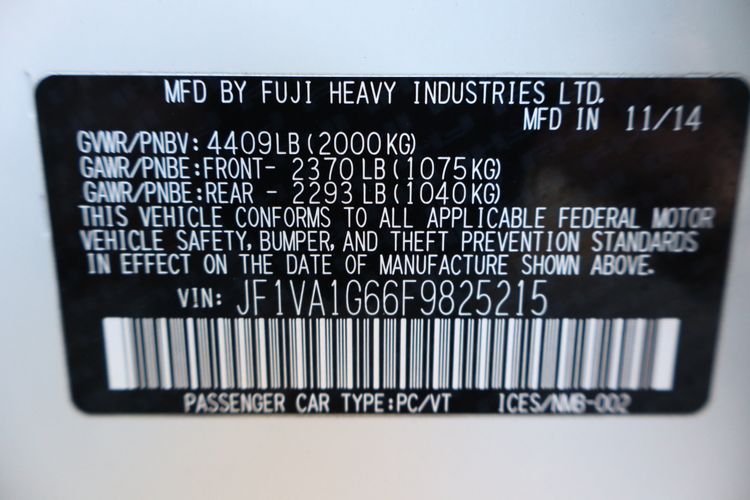 MFD BY FUJI HEAVY INDUSTRIES LTD.
MFD IN 11/14
GVWR/PNBV: 4409LB(2000KG)
GAWR/PNBE:FRONT- 2370LB(1075KG)
GAWR/PNBE:REAR - 2293LB(1040KG)
THIS VEHICLE CONFORMS TO ALL APPLICABLE FEDERAL MOTOR
VEHICLE SAFETY, BUMPER, AND THEFT PREVENTION STANDARDS
IN EFFECT ON THE DATE OF MANUFACTURE SHOWN ABOVE.
VIN: JF1VA1G66F9825215
PASSENGER CAR TYPE:PC/VT ICES/NMB-002